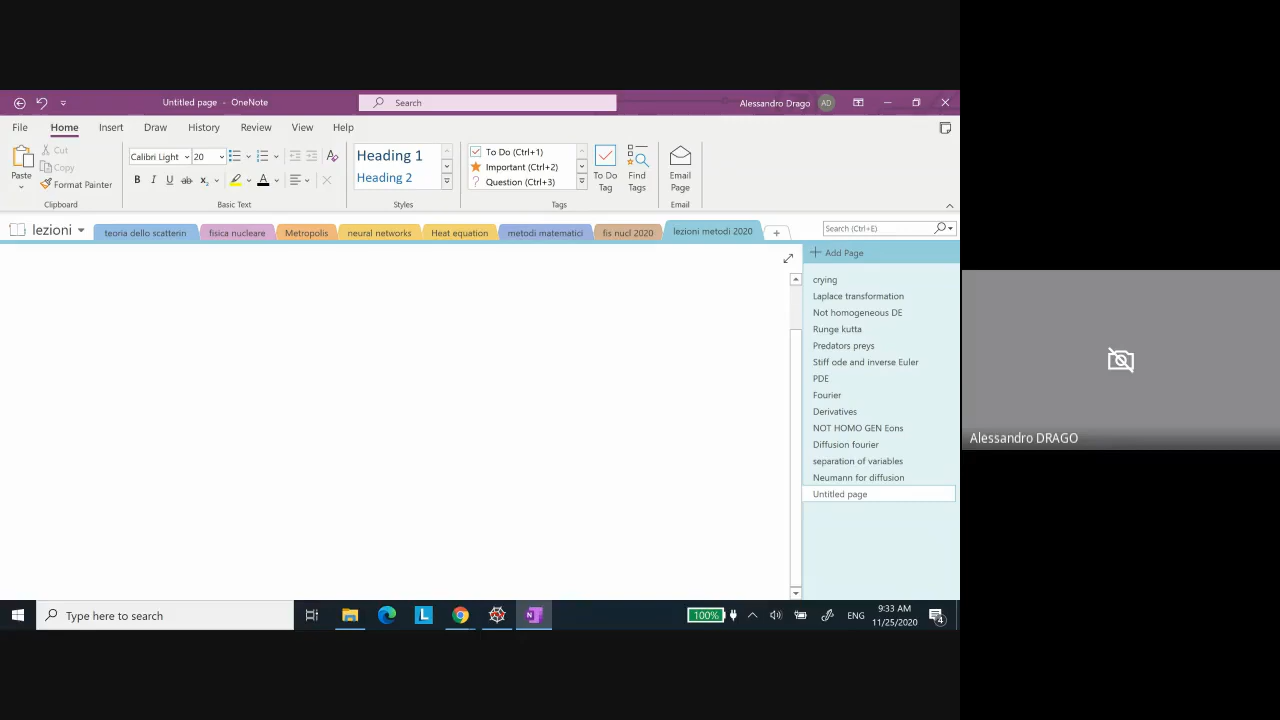 Untitled page - OneNote
Search
Alessandro Drago
AD
File
Home
Insert
Draw
History
Review
View
Help
Paste
Cut
Copy
Format Painter
Clipboard
Calibri Light
20
B
I
U
ab
x₂
A
Basic Text
Heading 1
Heading 2
Styles
To Do (Ctrl+1)
Important (Ctrl+2)
? Question (Ctrl+3)
To Do
Tag
Find
Tags
Tags
Email
Page
Email
lezioni
teoria dello scatterin
fisica nucleare
Metropolis
neural networks
Heat equation
metodi matematici
fis nucl 2020
lezioni metodi 2020
+
Search (Ctrl+E)
Add Page
crying
Laplace transformation
Not homogeneous DE
Runge kutta
Predators preys
Stiff ode and inverse Euler
PDE
Fourier
Derivatives
NOT HOMO GEN Eons
Diffusion fourier
separation of variables
Neumann for diffusion
Untitled page
Alessandro DRAGO
Type here to search
L
N
100%
ENG
9:33 AM
11/25/2020
4